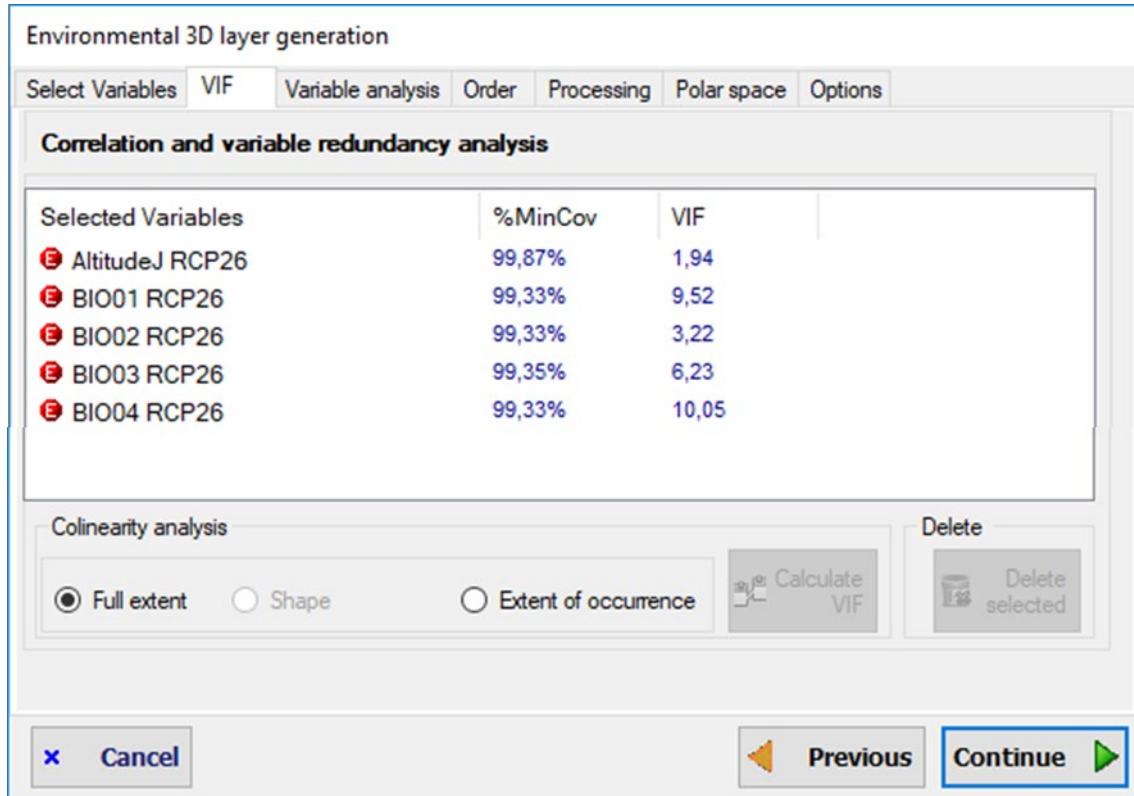 Environmental 3D layer generation
Select Variables VIF Variable analysis Order Processing Polar space Options
Correlation and variable redundancy analysis
Selected Variables %MinCov VIF
E AltitudeJ RCP26 99,87% 1,94
E BIO01 RCP26 99,33% 9,52
E BIO02 RCP26 99,33% 3,22
E BIO03 RCP26 99,35% 6,23
E BIO04 RCP26 99,33% 10,05
Colinearity analysis Delete
Full extent Shape Extent of occurrence Calculate VIF Delete selected
Cancel Previous Continue